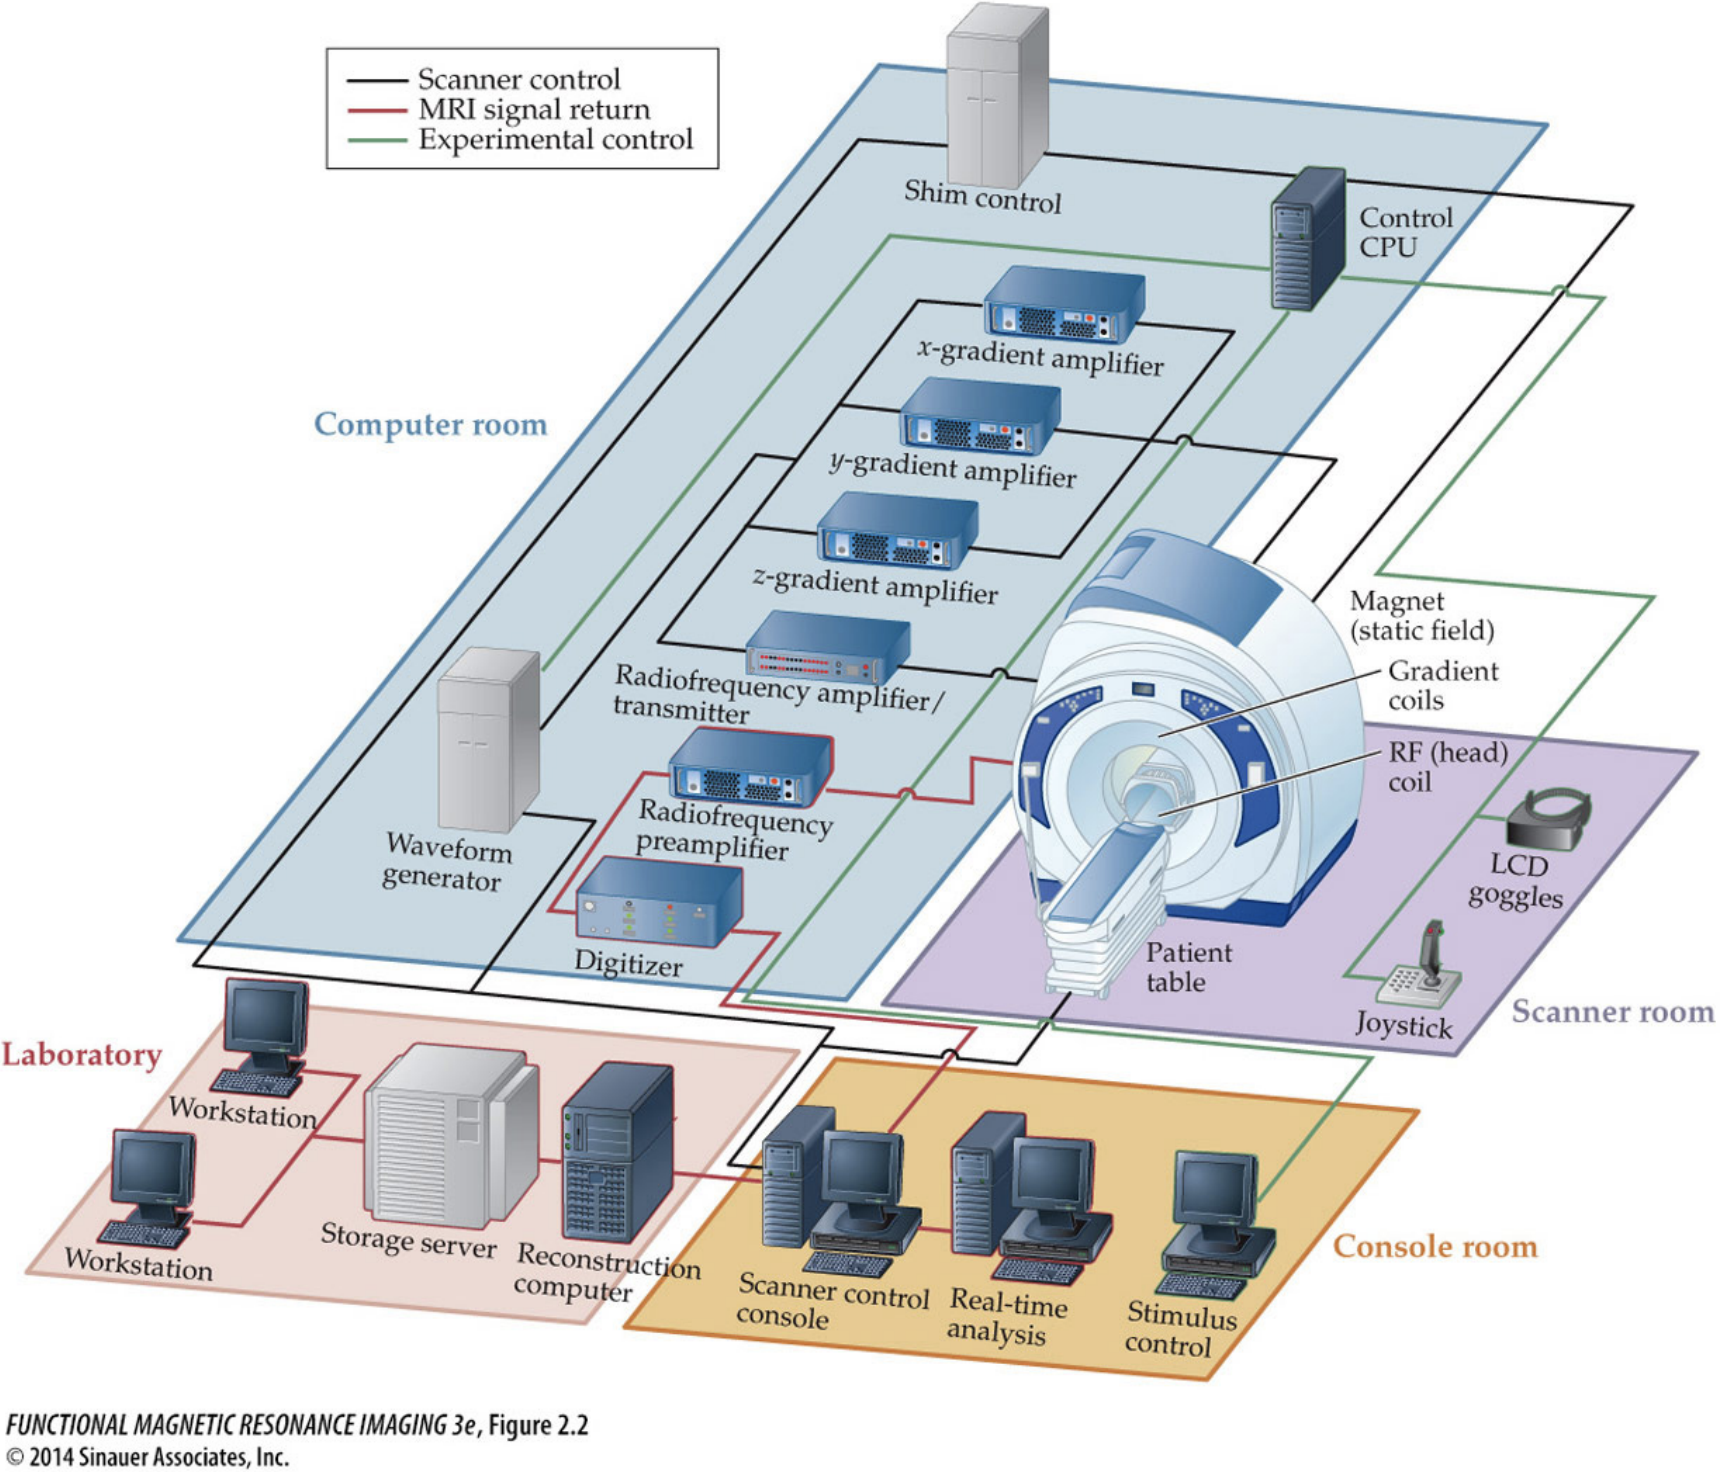 Scanner control
MRI signal return
Experimental control
Shim control
Control
CPU
x-gradient amplifier
Computer room
y-gradient amplifier
z-gradient amplifier
Magnet
(static field)
Gradient
coils
Radiofrequency amplifier/
transmitter
RF (head)
coil
Radiofrequency
preamplifier
Waveform
generator
LCD
goggles
Digitizer
Patient
table
Joystick
Scanner room
Laboratory
Workstation
Storage server
Reconstruction
computer
Workstation
Console room
Scanner control
console
Real-time
analysis
Stimulus
control
FUNCTIONAL MAGNETIC RESONANCE IMAGING 3e, Figure 2.2
© 2014 Sinauer Associates, Inc.